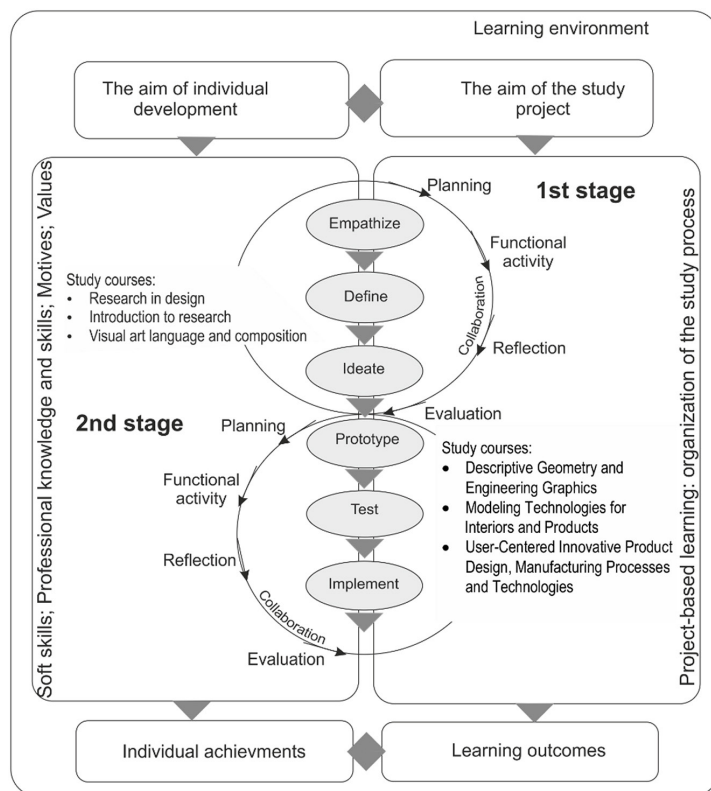 Learning environment
The aim of individual
development
The aim of the study
project
Soft skills; Professional knowledge and skills; Motives; Values
Project-based learning: organization of the study process
1st stage
Planning
Functional
activity
Collaboration
Reflection
Evaluation
Empathize
Define
Ideate
Study courses:
• Research in design
• Introduction to research
• Visual art language and composition
2nd stage
Planning
Functional
activity
Reflection
Collaboration
Evaluation
Prototype
Test
Implement
Study courses:
• Descriptive Geometry and
Engineering Graphics
• Modeling Technologies for
Interiors and Products
• User-Centered Innovative Product
Design, Manufacturing Processes
and Technologies
Individual achievments
Learning outcomes